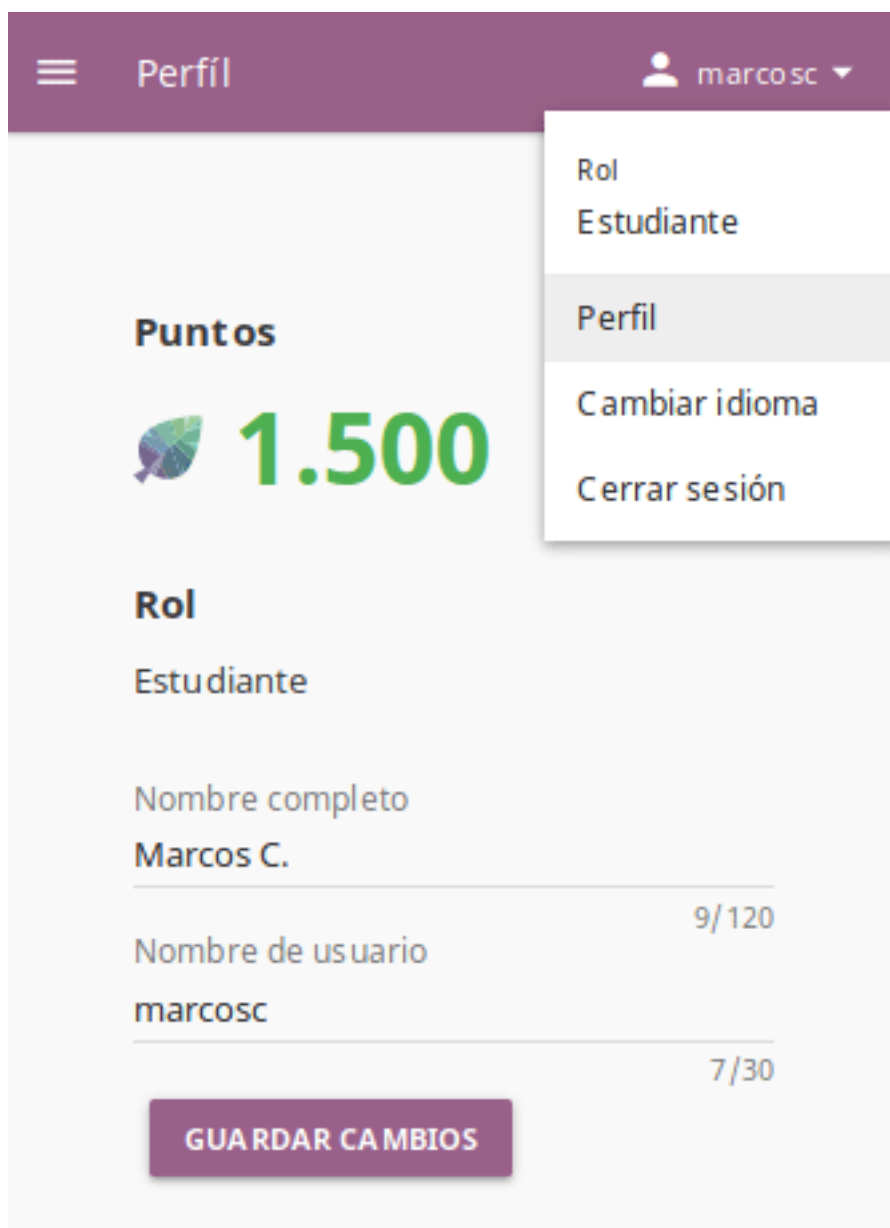 Perfíl
marcosc
Rol
Estudiante
Perfil
Cambiar idioma
Cerrar sesión
Puntos
1.500
Rol
Estudiante
Nombre completo
Marcos C.
9/120
Nombre de usuario
marcosc
7/30
GUARDAR CAMBIOS